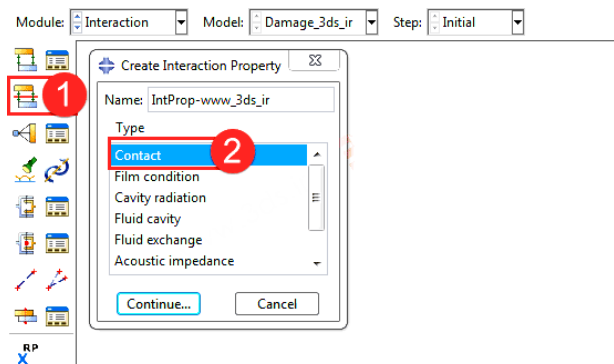 Module: Interaction Model: Damage_3ds_ir Step: Initial
Create Interaction Property
1
Name: IntProp-www_3ds_ir
Type
Contact
2
Film condition
Cavity radiation
Fluid cavity
Fluid exchange
Acoustic impedance
Continue... Cancel
RP
X